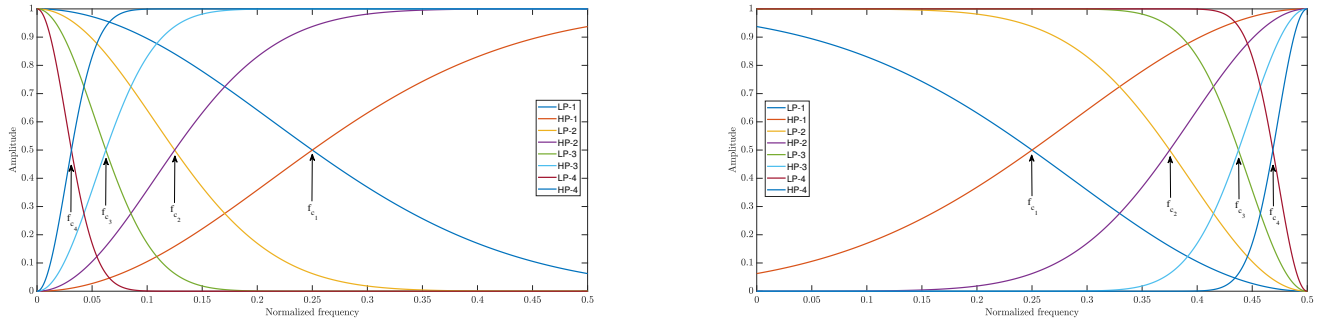 1
0.9
0.8
0.7
0.6
0.5
0.4
0.3
0.2
0.1
0
Amplitude
LP-1
HP-1
LP-2
HP-2
LP-3
HP-3
LP-4
HP-4
fc4
fc3
fc2
fc1
0 0.05 0.1 0.15 0.2 0.25 0.3 0.35 0.4 0.45 0.5
Normalized frequency
1
0.9
0.8
0.7
0.6
0.5
0.4
0.3
0.2
0.1
0
Amplitude
LP-1
HP-1
LP-2
HP-2
LP-3
HP-3
LP-4
HP-4
fc1
fc2
fc3
fc4
0 0.05 0.1 0.15 0.2 0.25 0.3 0.35 0.4 0.45 0.5
Normalized frequency